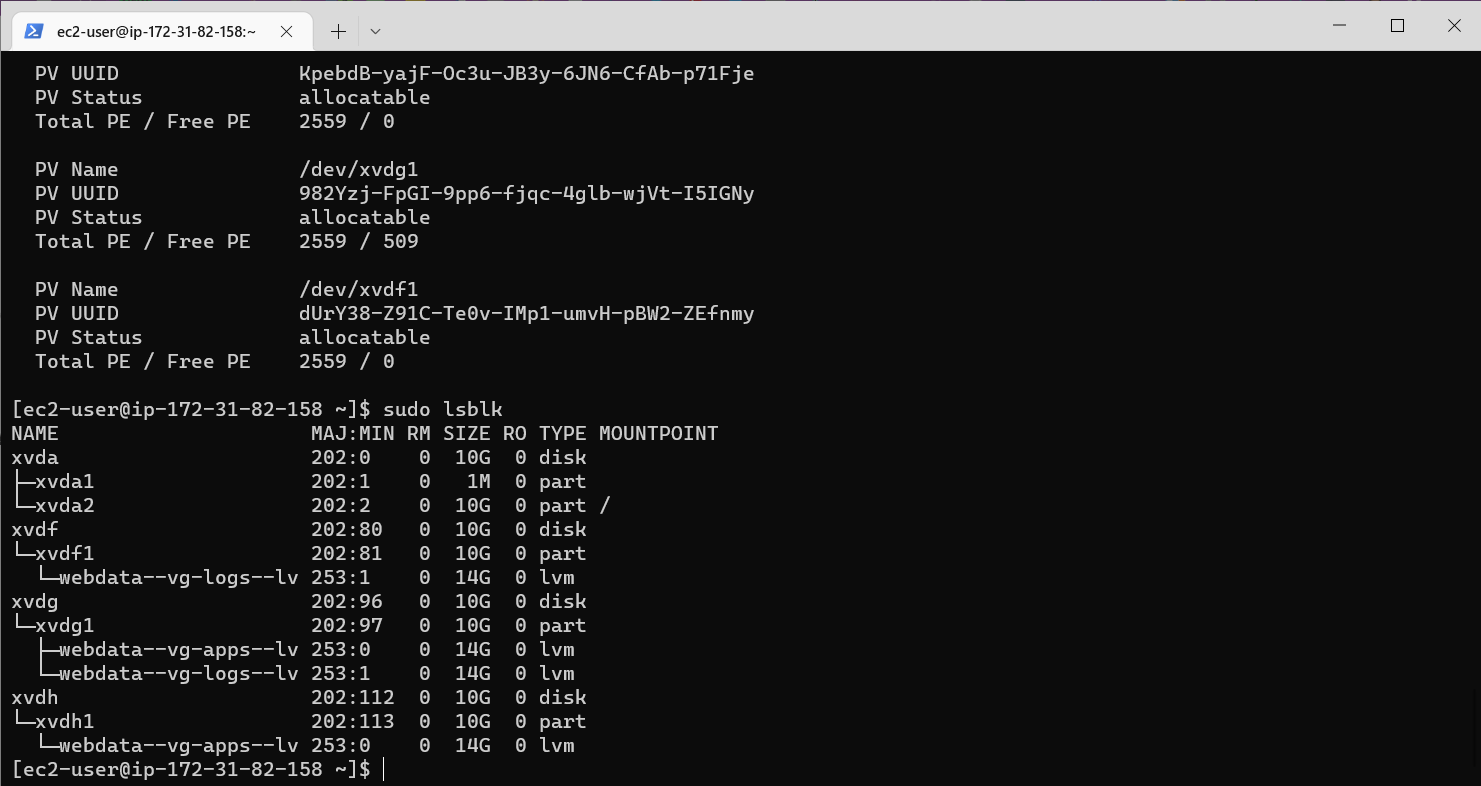 ec2-user@ip-172-31-82-158:~
  PV UUID               KpebdB-yajF-Oc3u-JB3y-6JN6-CfAb-p71Fje
  PV Status             allocatable
  Total PE / Free PE    2559 / 0

  PV Name               /dev/xvdg1
  PV UUID               982Yzj-FpGI-9pp6-fjqc-4glb-wjVt-I5IGNy
  PV Status             allocatable
  Total PE / Free PE    2559 / 509

  PV Name               /dev/xvdf1
  PV UUID               dUrY38-Z91C-Te0v-IMp1-umvH-pBW2-ZEfnmy
  PV Status             allocatable
  Total PE / Free PE    2559 / 0

[ec2-user@ip-172-31-82-158 ~]$ sudo lsblk
NAME                     MAJ:MIN RM SIZE RO TYPE MOUNTPOINT
xvda                     202:0    0  10G  0 disk
├─xvda1                  202:1    0   1M  0 part
└─xvda2                  202:2    0  10G  0 part /
xvdf                     202:80   0  10G  0 disk
└─xvdf1                  202:81   0  10G  0 part
  └─webdata--vg-logs--lv 253:1    0  14G  0 lvm
xvdg                     202:96   0  10G  0 disk
└─xvdg1                  202:97   0  10G  0 part
  ├─webdata--vg-apps--lv 253:0    0  14G  0 lvm
  └─webdata--vg-logs--lv 253:1    0  14G  0 lvm
xvdh                     202:112  0  10G  0 disk
└─xvdh1                  202:113  0  10G  0 part
  └─webdata--vg-apps--lv 253:0    0  14G  0 lvm
[ec2-user@ip-172-31-82-158 ~]$